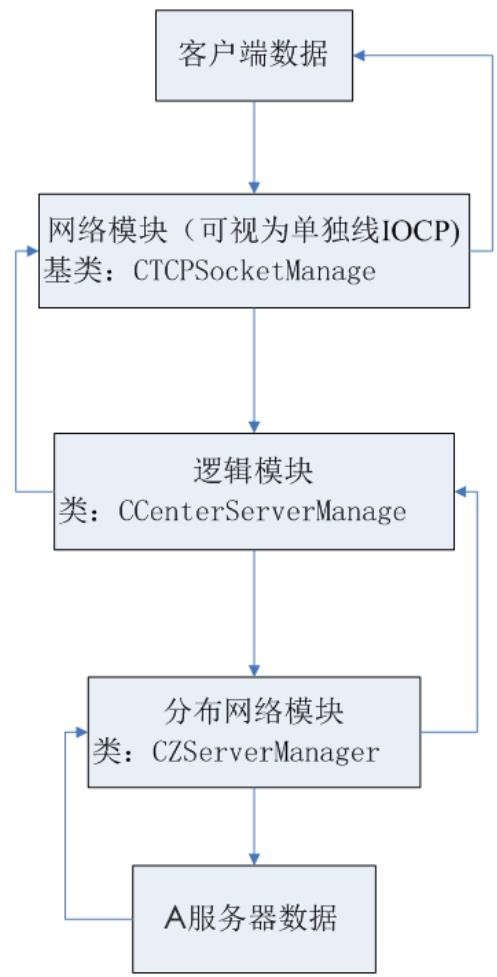 客户端数据
网络模块（可视为单独线IOCP)
基类：CTCPSocketManage
逻辑模块
类：CCenterServerManage
分布网络模块
类：CZServerManager
A服务器数据